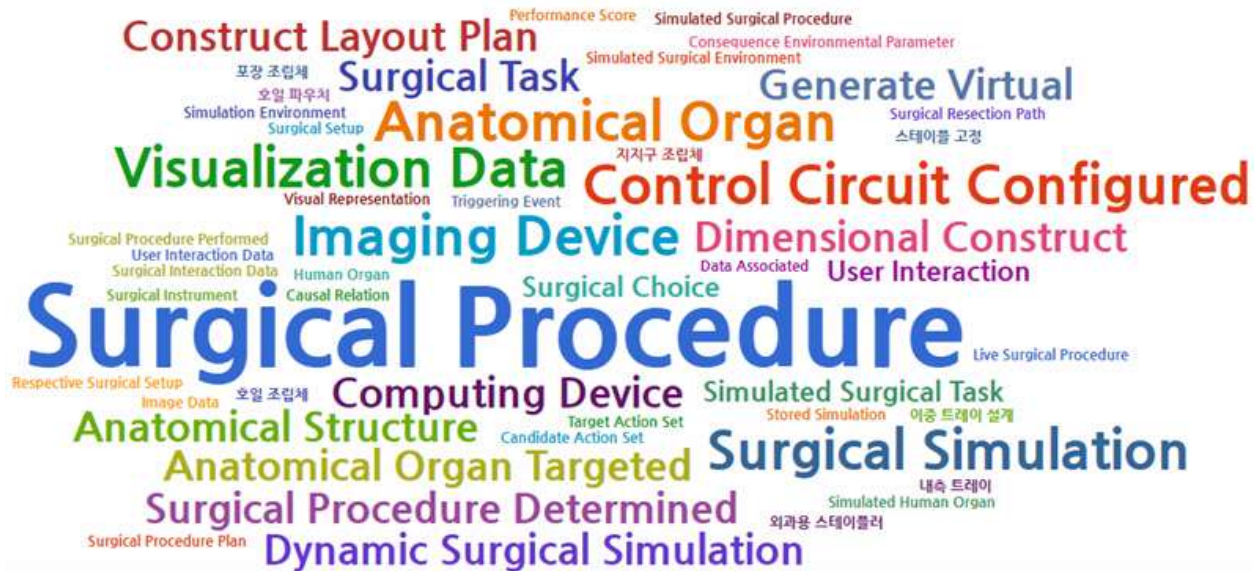 Performance Score
Simulated Surgical Procedure
Construct Layout Plan
Consequence Environmental Parameter
Simulated Surgical Environment
포장 조립체
Surgical Task
Generate Virtual
호일 파우치
Simulation Environment
Surgical Resection Path
Surgical Setup
Anatomical Organ
스테이플 고정
Visualization Data
지지구 조립체
Control Circuit Configured
Visual Representation
Triggering Event
Surgical Procedure Performed
Imaging Device
Dimensional Construct
User Interaction Data
Surgical Interaction Data
Human Organ
Data Associated
User Interaction
Surgical Instrument
Causal Relation
Surgical Choice
Surgical Procedure
Live Surgical Procedure
Respective Surgical Setup
Image Data
호일 조립체
Computing Device
Simulated Surgical Task
Anatomical Structure
Target Action Set
Stored Simulation
이중 트레이 설계
Candidate Action Set
Anatomical Organ Targeted
Surgical Simulation
내측 트레이
Simulated Human Organ
Surgical Procedure Determined
외과용 스테이플러
Surgical Procedure Plan
Dynamic Surgical Simulation